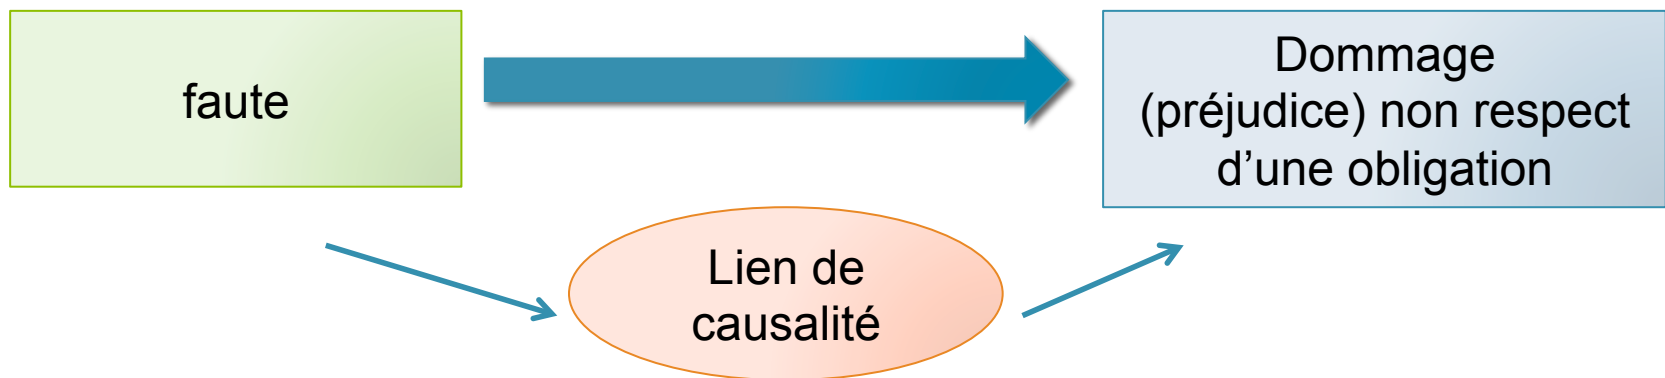 faute
Dommage
(préjudice) non respect
d’une obligation
Lien de
causalité